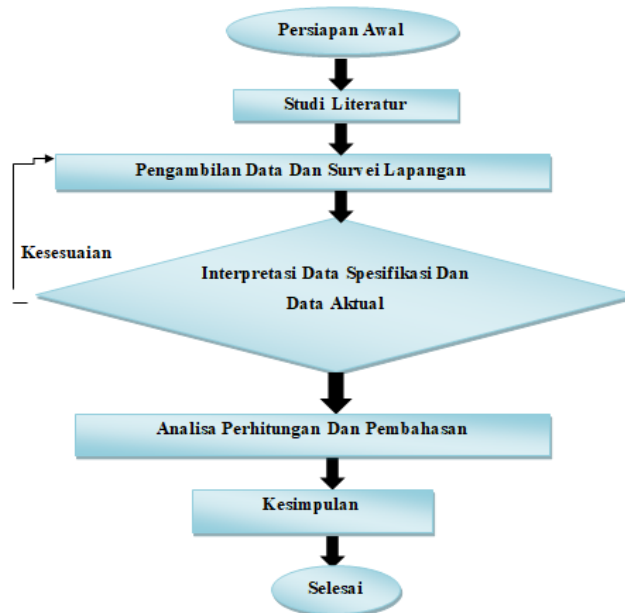 Persiapan Awal
Studi Literatur
Pengambilan Data Dan Survei Lapangan
Kesesuaian
Interpretasi Data Spesifikasi Dan
Data Aktual
Analisa Perhitungan Dan Pembahasan
Kesimpulan
Selesai